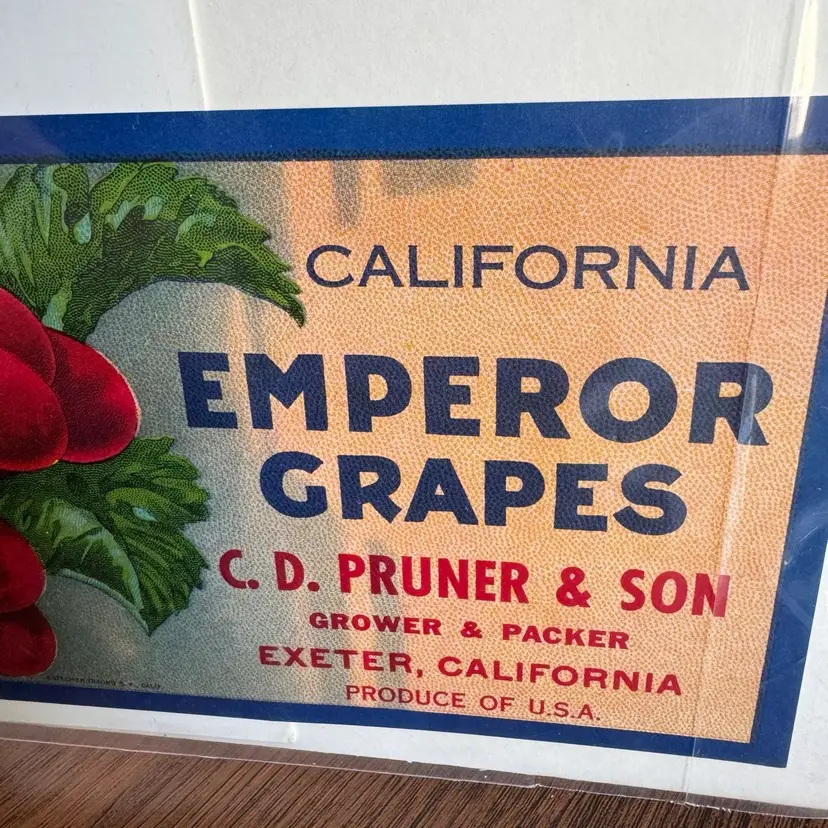 CALIFORNIA
EMPEROR
GRAPES
C. D. PRUNER & SON
GROWER & PACKER
EXETER, CALIFORNIA
PRODUCE OF U.S.A.